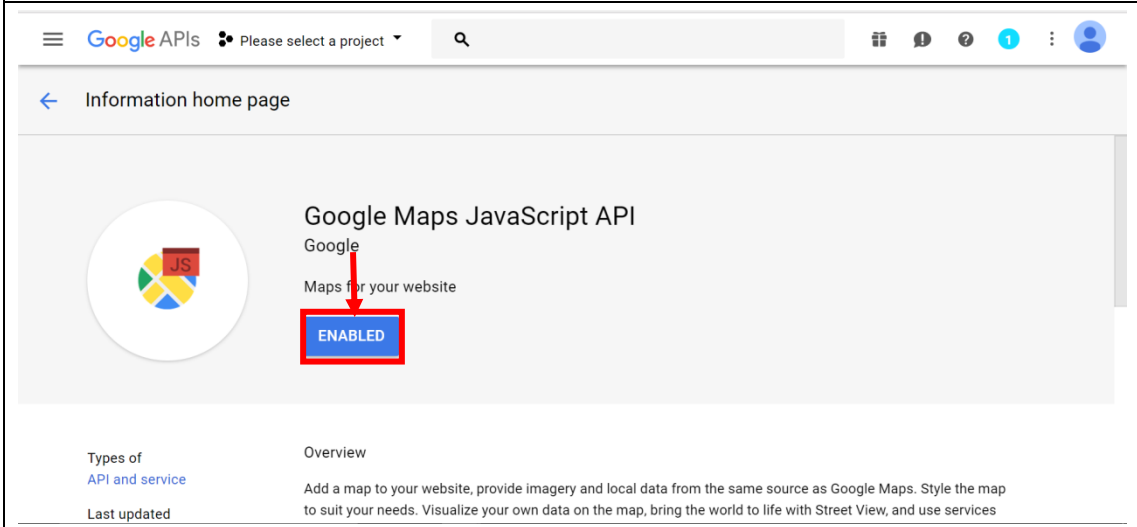 Google APIs Please select a project 1
Information home page
JS
Google Maps JavaScript API
Google
Maps for your website
ENABLED
Types of
API and service
Last updated
Overview
Add a map to your website, provide imagery and local data from the same source as Google Maps. Style the map
to suit your needs. Visualize your own data on the map, bring the world to life with Street View, and use services